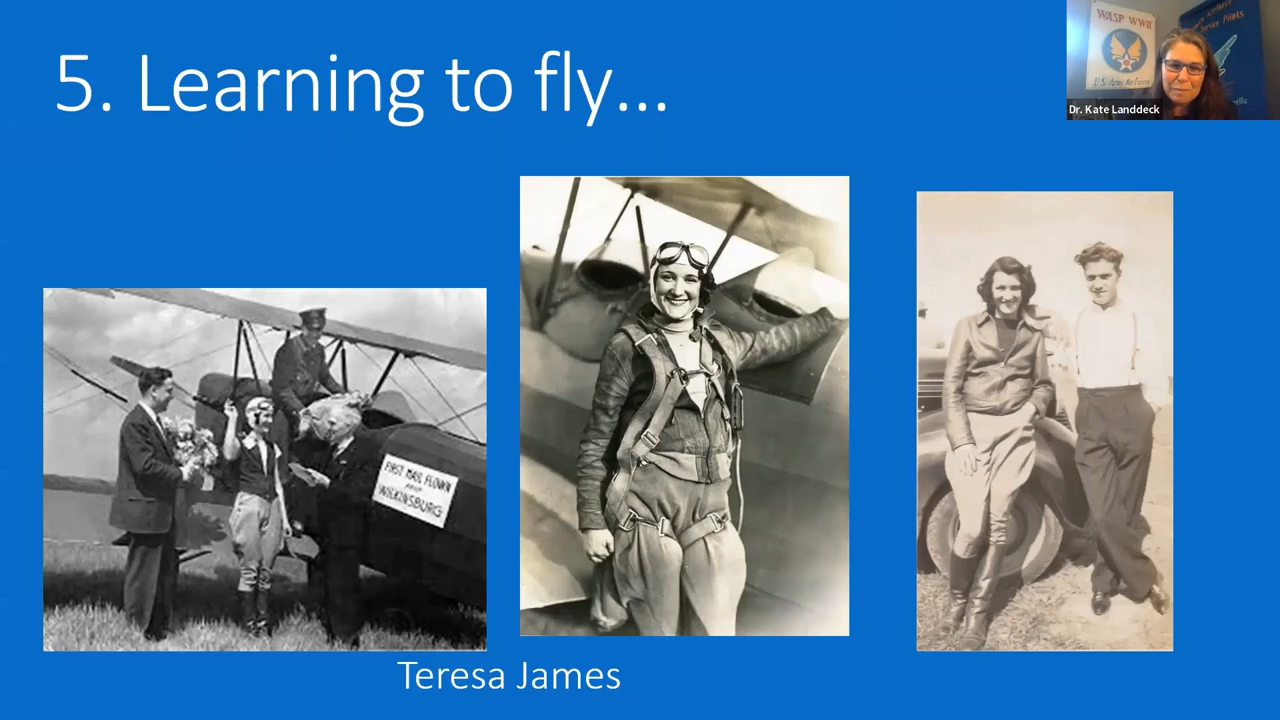 5. Learning to fly...
WASP WWII
U.S. Army Air Forces
Dr. Kate Landdeck
FIRST MAIL FLOWN
FROM
WILKINSBURG
Teresa James